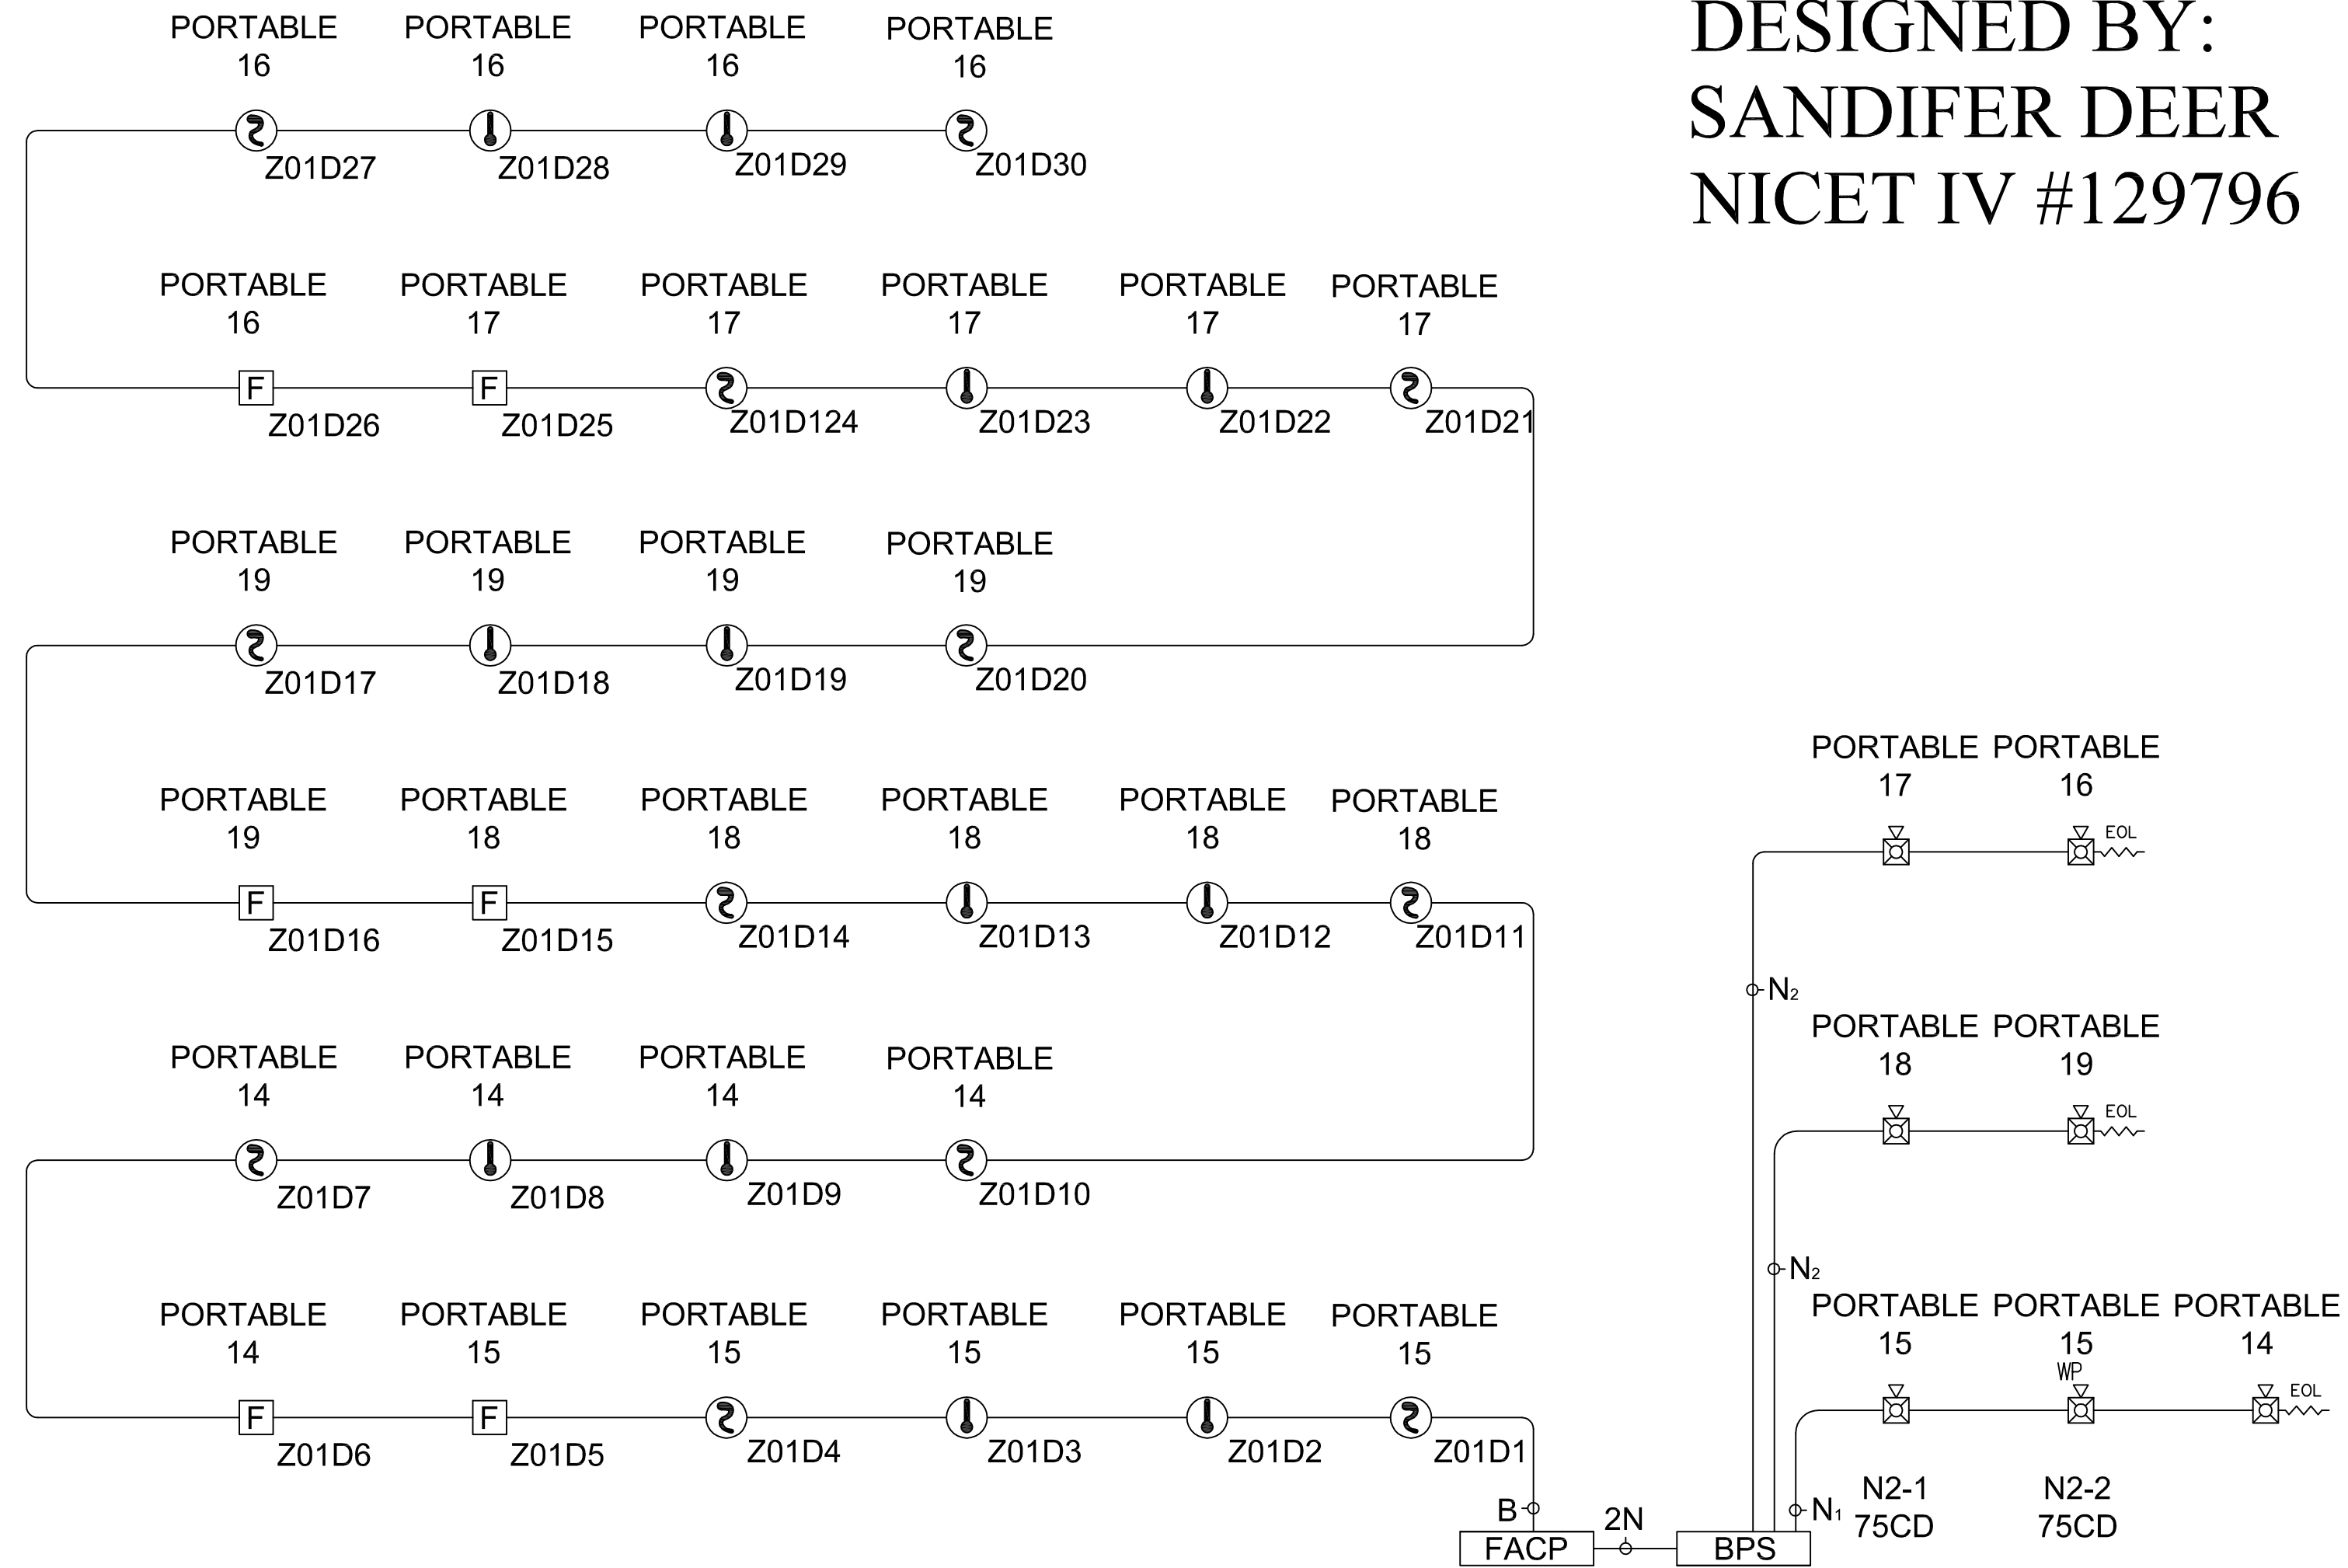 DESIGNED BY:
SANDIFER DEER
NICET IV #129796
PORTABLE PORTABLE PORTABLE PORTABLE
16 16 16 16
Z01D27 Z01D28 Z01D29 Z01D30
PORTABLE PORTABLE PORTABLE PORTABLE PORTABLE PORTABLE
16 17 17 17 17 17
F F
Z01D26 Z01D25 Z01D124 Z01D23 Z01D22 Z01D21
PORTABLE PORTABLE PORTABLE PORTABLE
19 19 19 19
Z01D17 Z01D18 Z01D19 Z01D20
PORTABLE PORTABLE PORTABLE PORTABLE PORTABLE PORTABLE
19 18 18 18 18 18
F F
Z01D16 Z01D15 Z01D14 Z01D13 Z01D12 Z01D11
PORTABLE PORTABLE PORTABLE PORTABLE
14 14 14 14
Z01D7 Z01D8 Z01D9 Z01D10
PORTABLE PORTABLE PORTABLE PORTABLE PORTABLE PORTABLE
14 15 15 15 15 15
F F
Z01D6 Z01D5 Z01D4 Z01D3 Z01D2 Z01D1
B
FACP
2N
BPS
PORTABLE PORTABLE
17 16
EOL
N2
PORTABLE PORTABLE
18 19
EOL
N2
PORTABLE PORTABLE PORTABLE
15 15 14
WP
EOL
N1
N2-1 N2-2
75CD 75CD